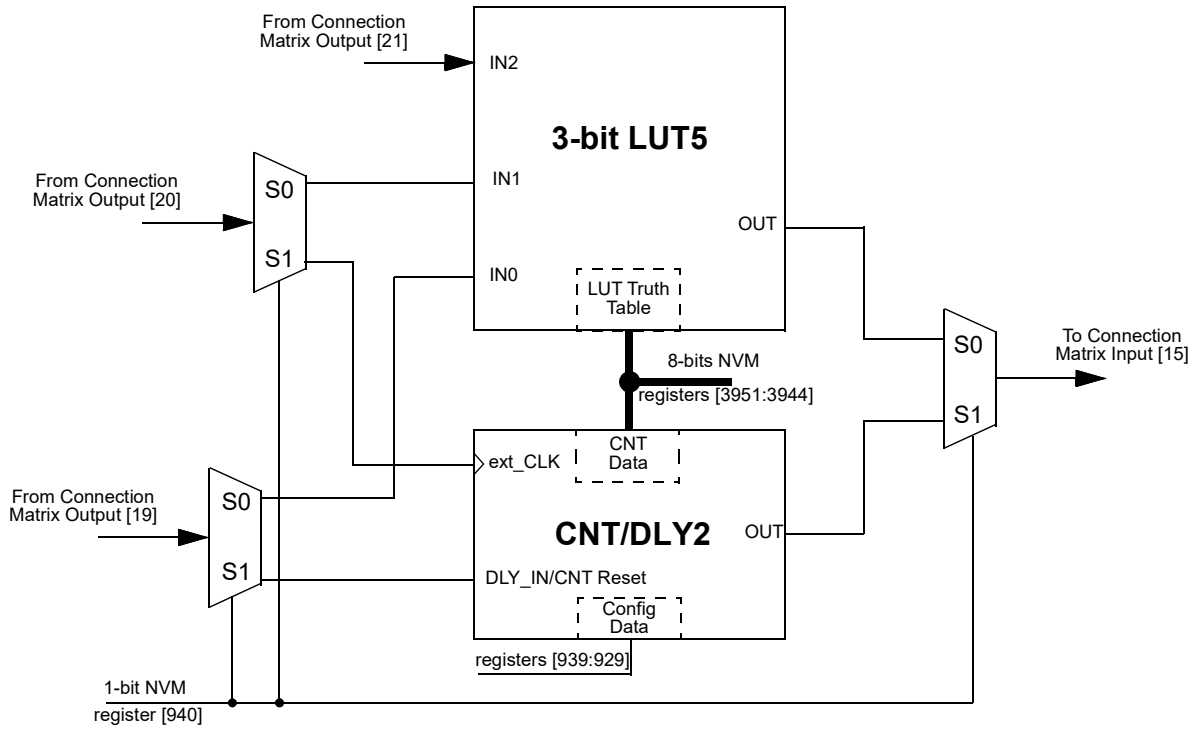 From Connection
Matrix Output [21]
IN2
3-bit LUT5
From Connection
Matrix Output [20]
S0
S1
IN1
OUT
IN0
LUT Truth
Table
S0
S1
To Connection
Matrix Input [15]
8-bits NVM
registers [3951:3944]
CNT
Data
ext_CLK
From Connection
Matrix Output [19]
S0
S1
CNT/DLY2
OUT
DLY_IN/CNT Reset
Config
Data
registers [939:929]
1-bit NVM
register [940]